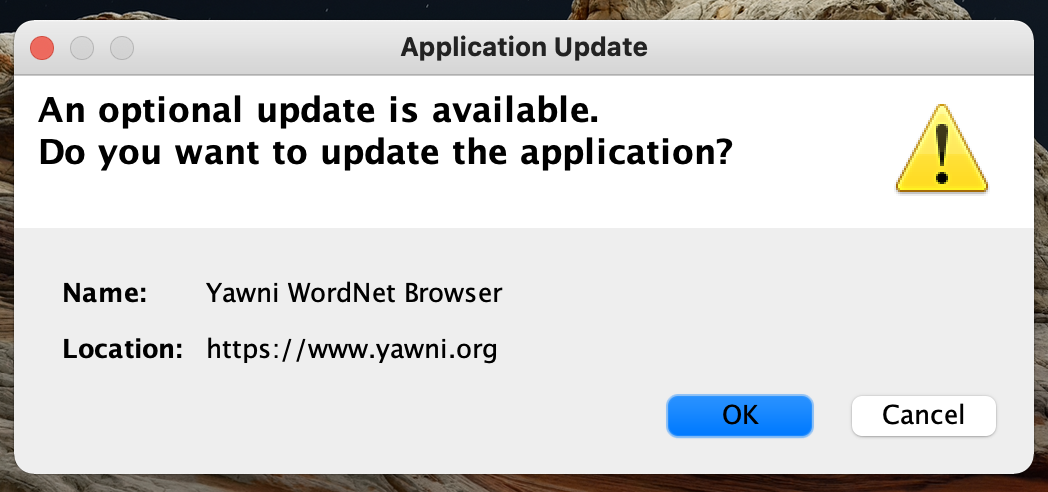 Application Update
An optional update is available.
Do you want to update the application?
Name: Yawni WordNet Browser
Location: https://www.yawni.org
OK Cancel